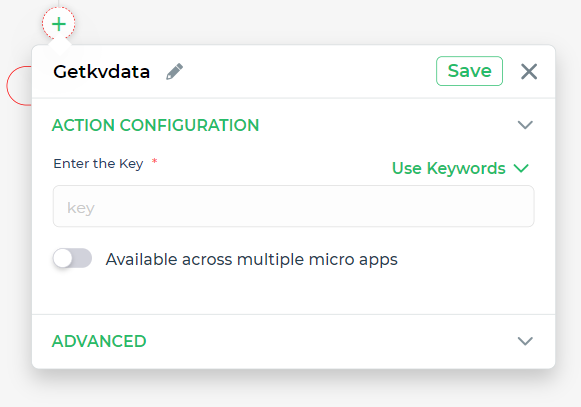 Getkvdata
Save
ACTION CONFIGURATION
Enter the Key *
Use Keywords
key
Available across multiple micro apps
ADVANCED